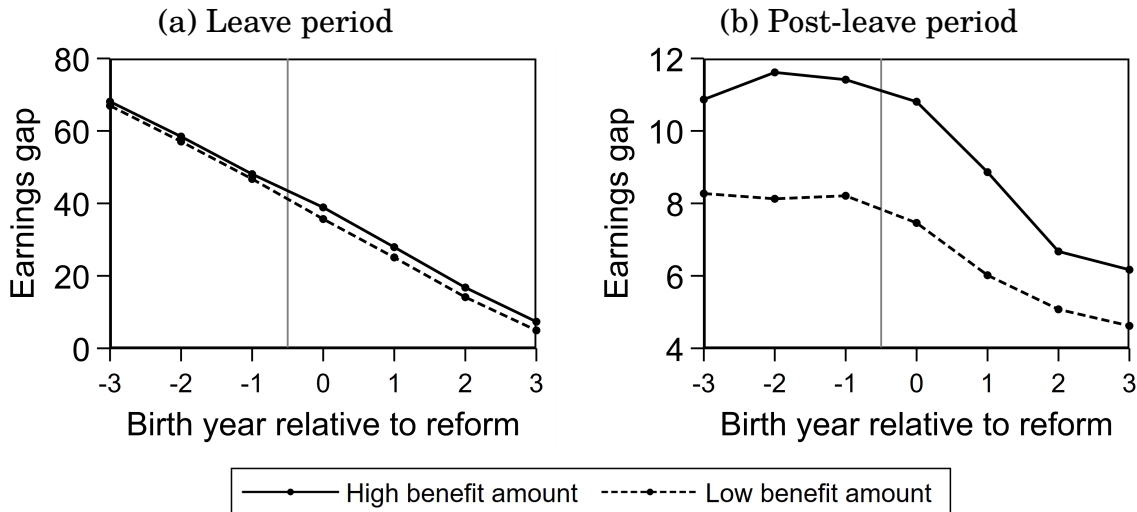 (a) Leave period
80
60
40
20
0
Earnings gap
-3 -2 -1 0 1 2 3
Birth year relative to reform
(b) Post-leave period
12
10
8
6
4
Earnings gap
-3 -2 -1 0 1 2 3
Birth year relative to reform
High benefit amount Low benefit amount